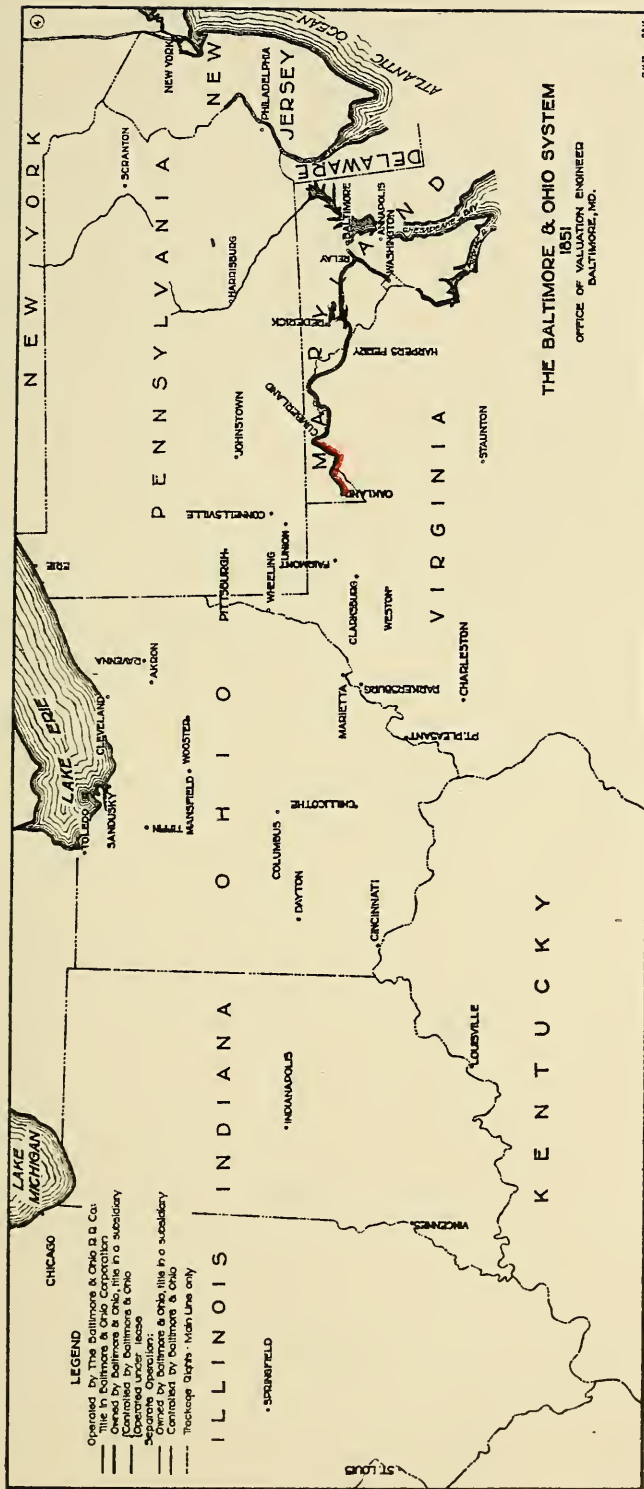 LAKE
MICHIGAN
CHICAGO
LEGEND
Operated by The Baltimore & Ohio R R Co:
Title in Baltimore & Ohio Corporation
Owned by Baltimore & Ohio, title in a subsidiary
Controlled by Baltimore & Ohio
Operated under lease
Separate Operation:
Owned by Baltimore & Ohio, title in a subsidiary
Controlled by Baltimore & Ohio
Trackage Rights - Main Line only
ILLINOIS
SPRINGFIELD
ST. LOUIS
INDIANA
INDIANAPOLIS
VINCENNES
LOUISVILLE
KENTUCKY
LAKE ERIE
TOLEDO
SANDUSKY
CLEVELAND
RAVENNA
AKRON
TIFFIN
MANSFIELD
WOOSTER
OHIO
COLUMBUS
DAYTON
CHILLICOTHE
CINCINNATI
MARIETTA
PARKERSBURG
PT. PLEASANT
CHARLESTON
CLARKSBURG
WESTON
VIRGINIA
STAUNTON
ERIE
PITTSBURGH
WHEELING
UNION
FAIRMONT
CONNELLSVILLE
JOHNSTOWN
PENNSYLVANIA
HARRISBURG
SCRANTON
NEW YORK
NEW YORK
NEW
JERSEY
PHILADELPHIA
ATLANTIC OCEAN
DELAWARE
MARYLAND
OAKLAND
CUMBERLAND
HARPERS FERRY
FREDERICK
RELAY
BALTIMORE
ANNAPOLIS
WASHINGTON
CHESAPEAKE BAY
THE BALTIMORE & OHIO SYSTEM
1851
OFFICE OF VALUATION ENGINEER
BALTIMORE, MD.
4